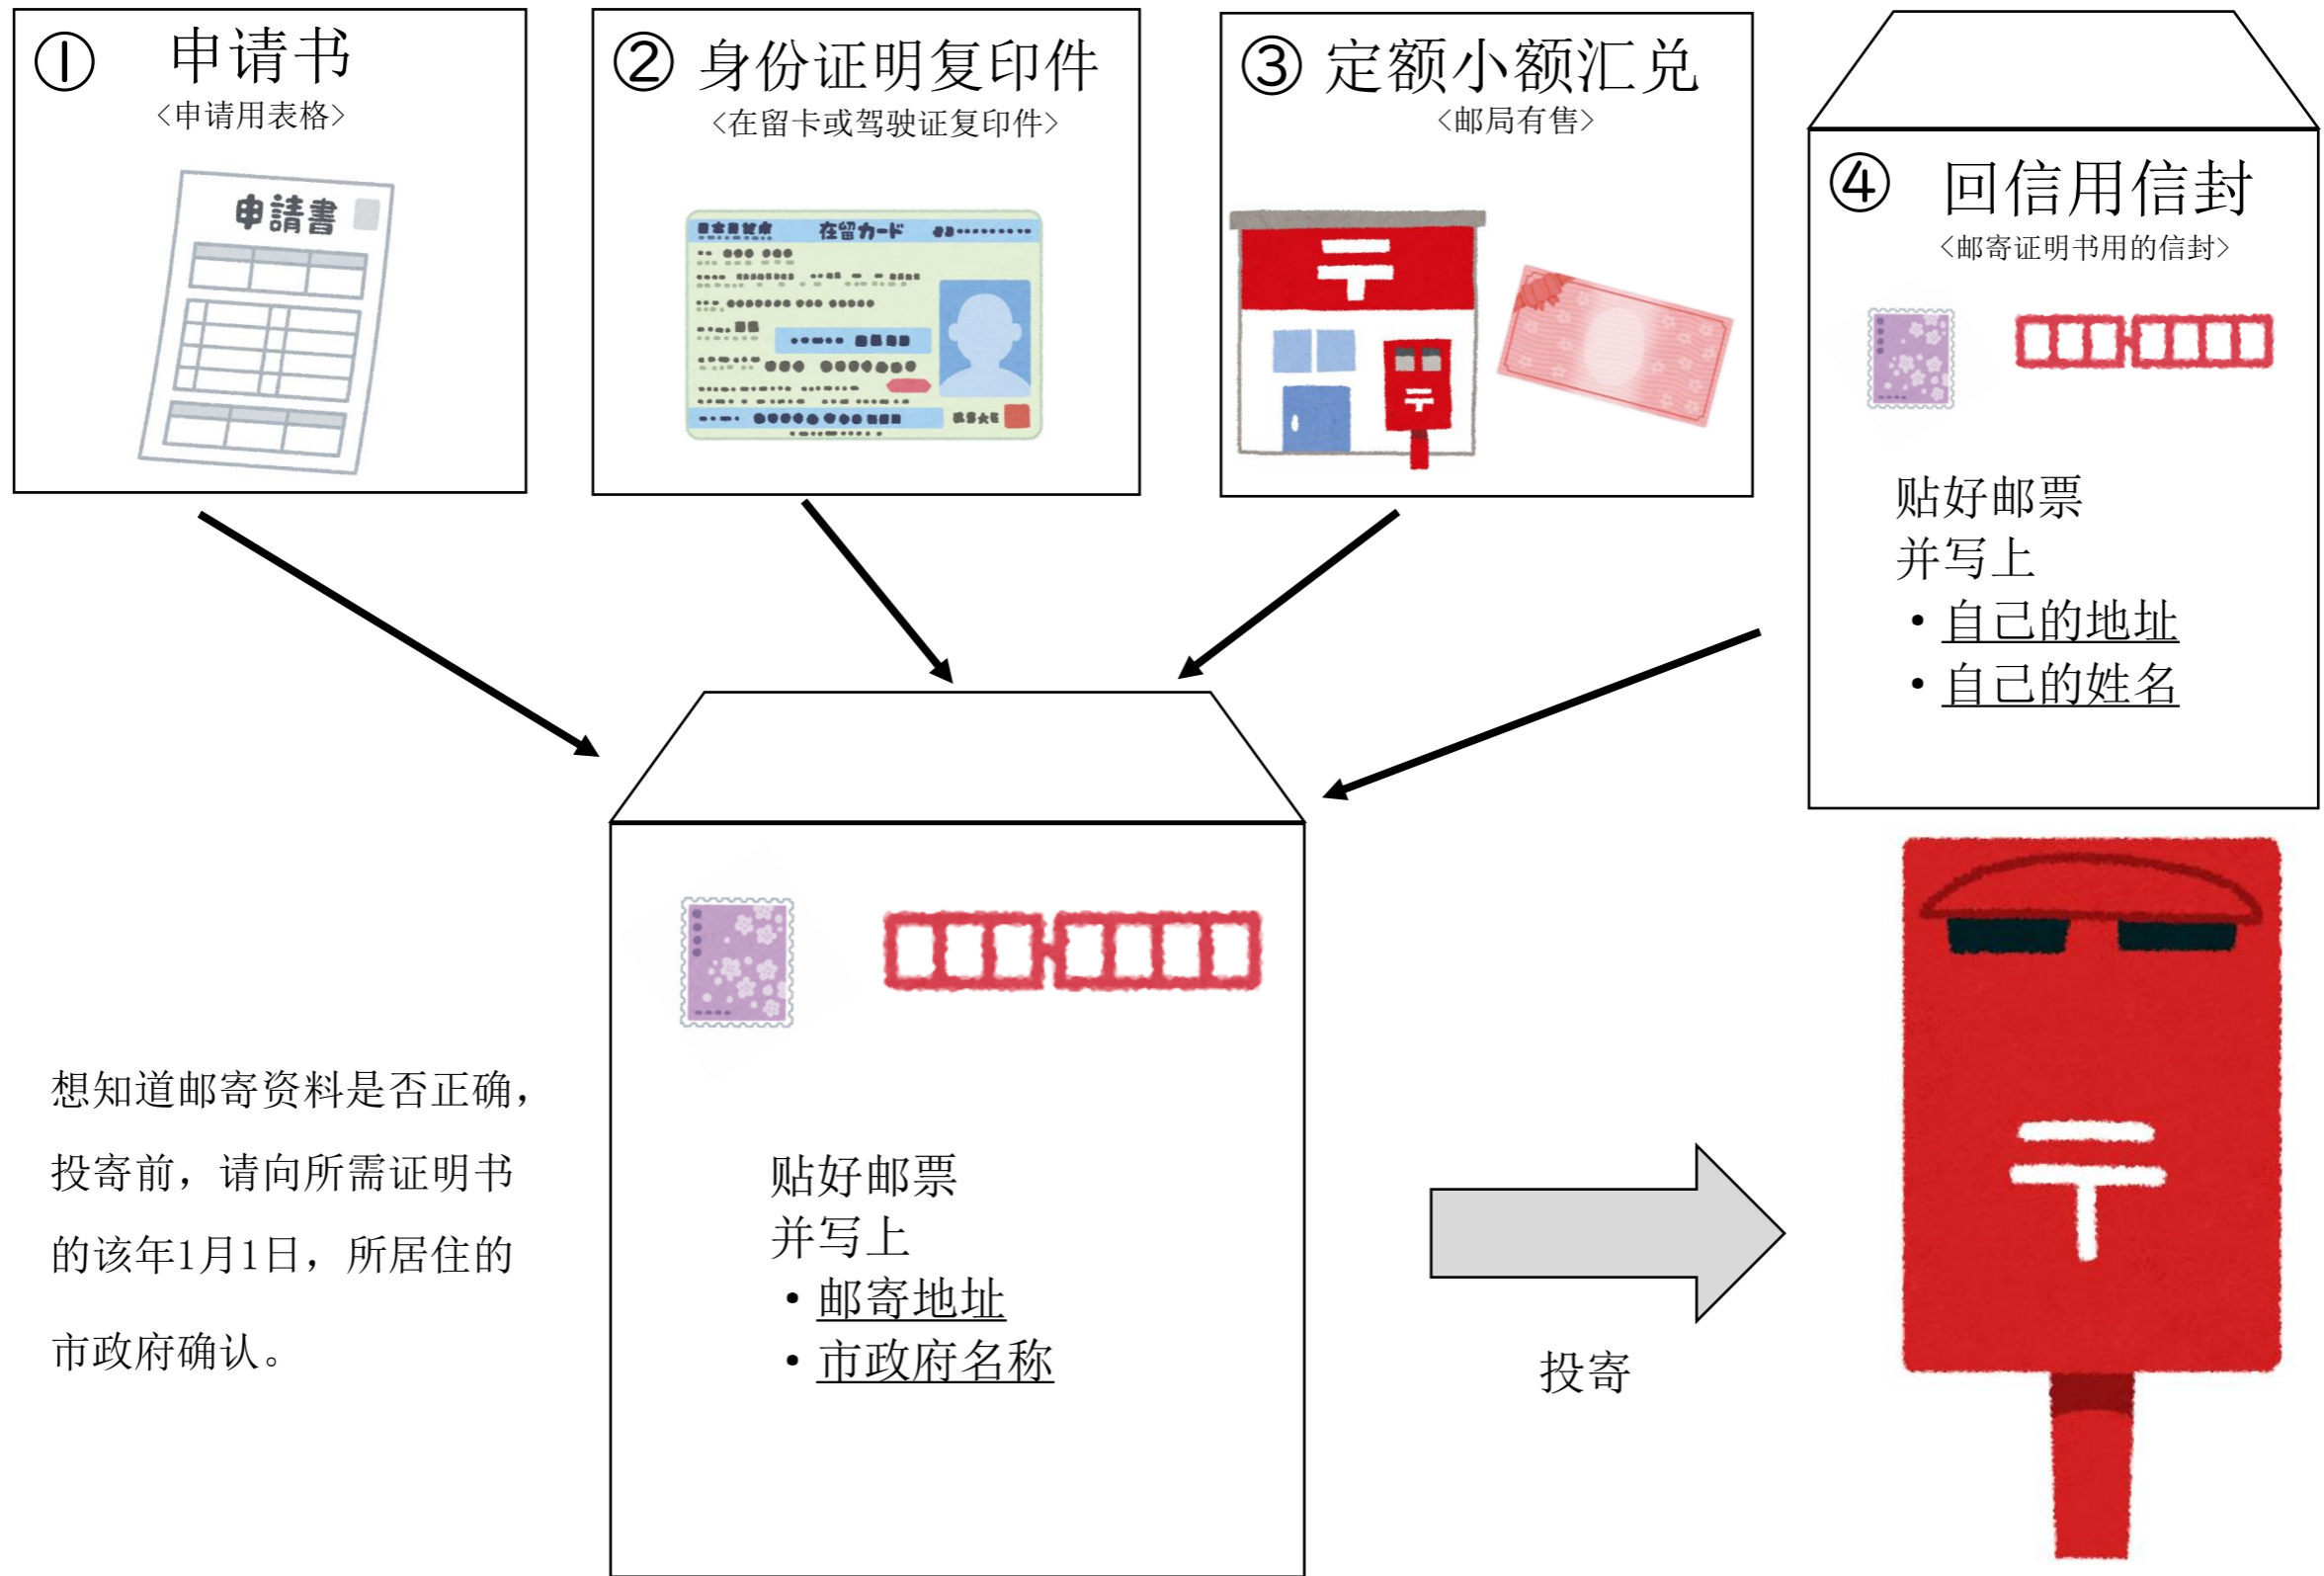 ① 申请书
<申请用表格>
申請書
② 身份证明复印件
<在留卡或驾驶证复印件>
在留カード
③ 定额小额汇兑
<邮局有售>
④ 回信用信封
<邮寄证明书用的信封>
贴好邮票
并写上
・自己的地址
・自己的姓名
贴好邮票
并写上
・邮寄地址
・市政府名称
想知道邮寄资料是否正确，
投寄前，请向所需证明书
的该年1月1日，所居住的
市政府确认。
投寄